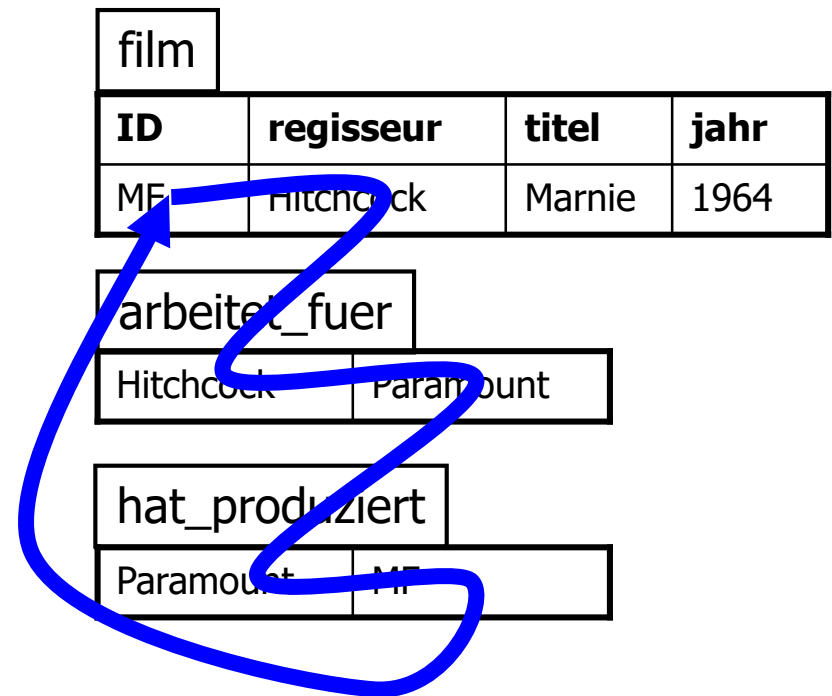 film
ID regisseur titel jahr
MF Hitchcock Marnie 1964
arbeitet_fuer
Hitchcock Paramount
hat_produziert
Paramount MF